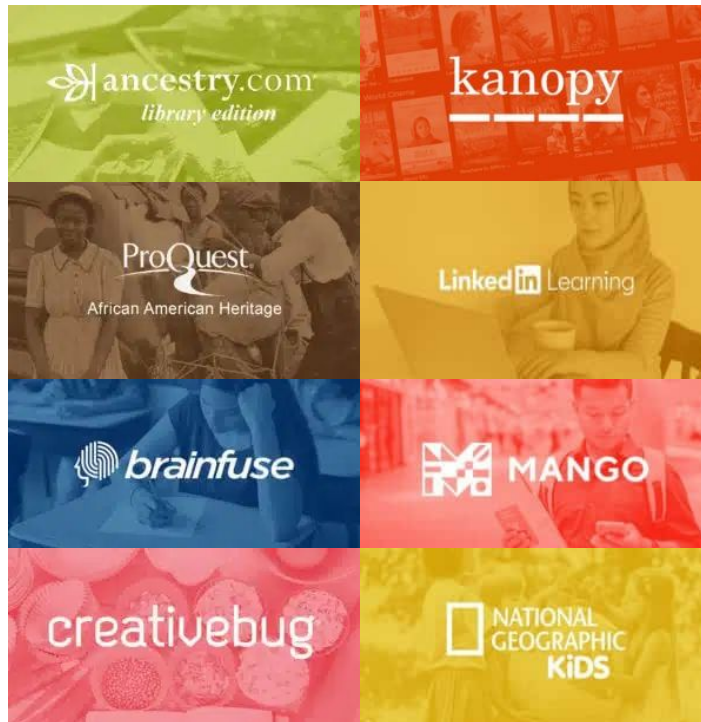 ancestry.com
library edition
kanopy
ProQuest
African American Heritage
Linked in Learning
brainfuse
MANGO
creativebug
NATIONAL
GEOGRAPHIC
KiDS